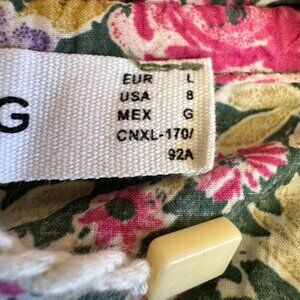 G
EUR L
USA 8
MEX G
CNXL-170/
92A